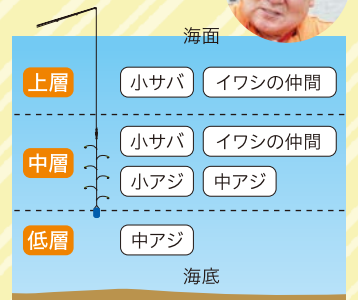 海面
上層 小サバ イワシの仲間
小サバ イワシの仲間
中層
小アジ 中アジ
低層 中アジ
海底